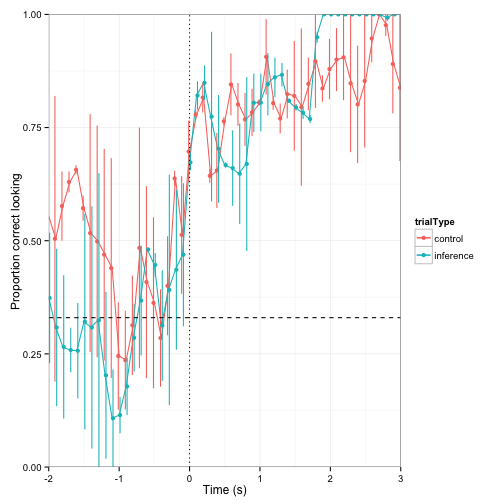 1.00
0.75
0.50
0.25
0.00
Proportion correct looking
-2
-1
0
1
2
3
Time (s)
trialType
control
inference